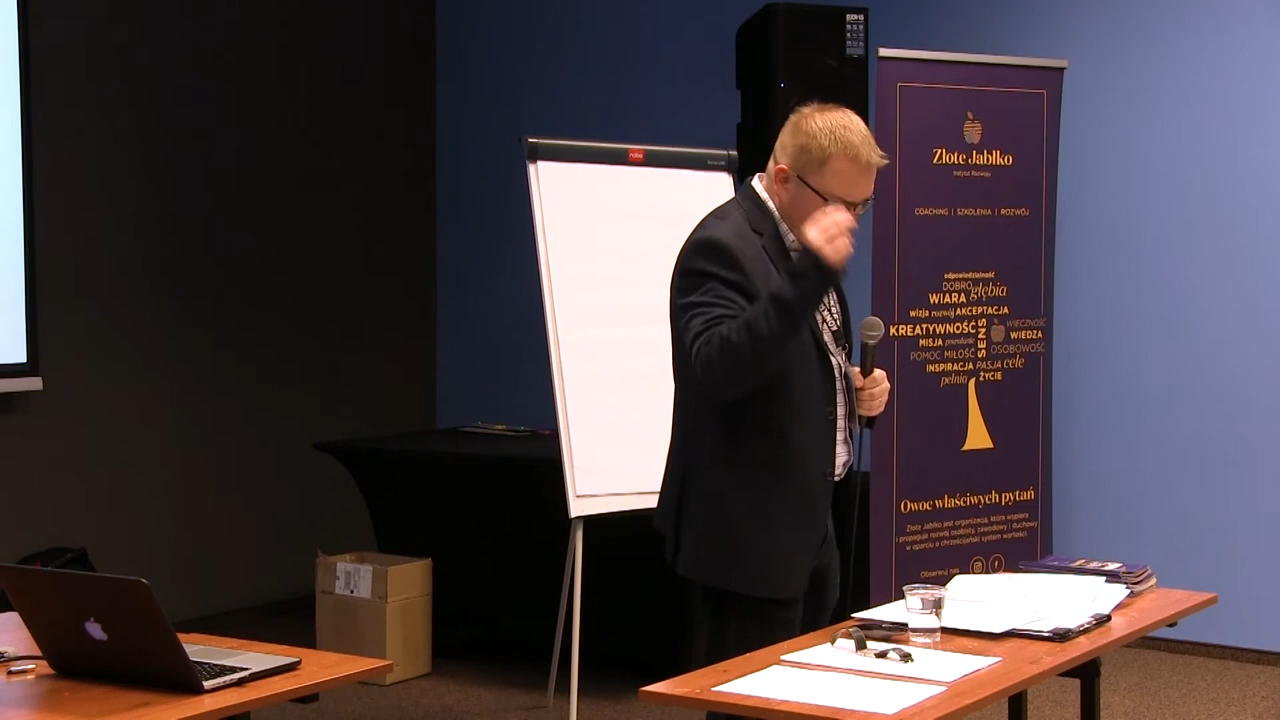 nobo
Złote Jabłko
Instytut Rozwoju
COACHING | SZKOLENIA | ROZWÓJ
odpowiedzialność
DOBRO głębia
WIARA
wizja rozwój AKCEPTACJA
KREATYWNOŚĆ SENS WIECZNOŚĆ
MISJA powołanie WIEDZA
POMOC MIŁOŚĆ OSOBOWOŚĆ
INSPIRACJA PASJA cele
pełnia ŻYCIE
Owoc właściwych pytań
Złote Jabłko jest organizacją, która wspiera
i propaguje rozwój osobisty, zawodowy i duchowy
w oparciu o chrześcijański system wartości.
Obserwuj nas